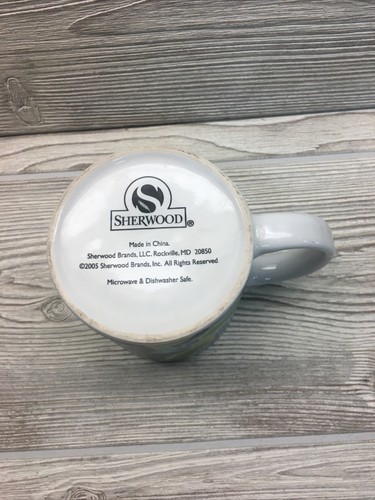 S
SHERWOOD®
Made in China.
Sherwood Brands, LLC. Rockville, MD 20850
©2005 Sherwood Brands, Inc. All Rights Reserved.
Microwave & Dishwasher Safe.